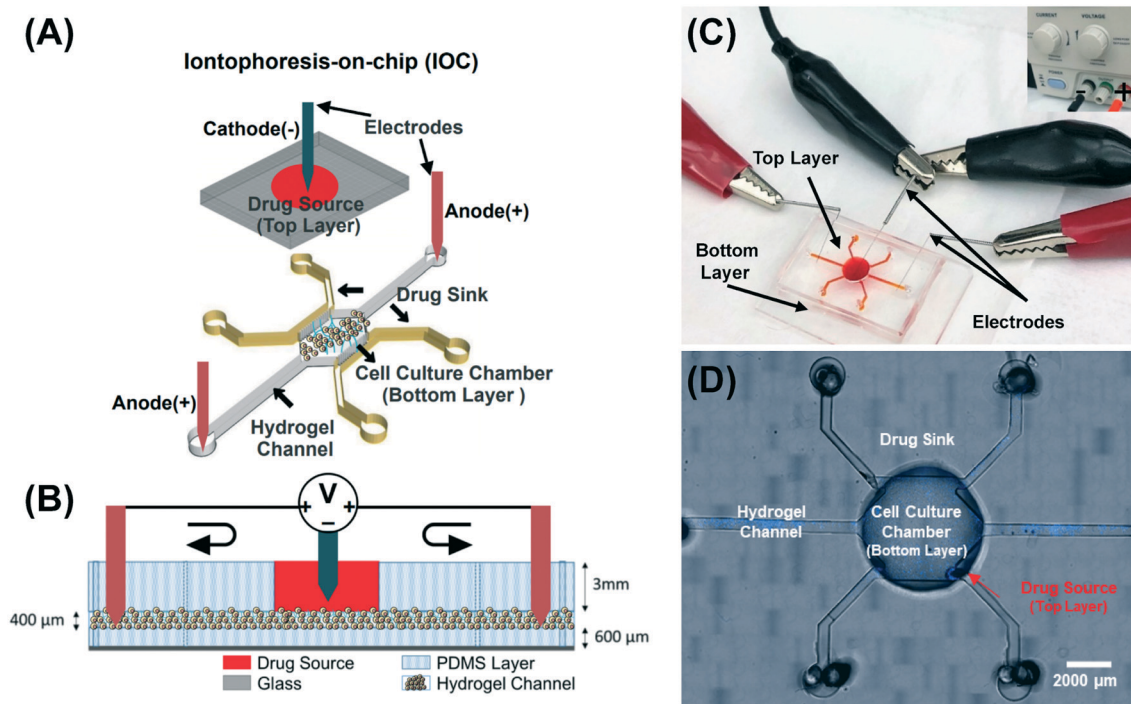 (A)
Iontophoresis-on-chip (IOC)
Cathode(-)
Electrodes
Drug Source
(Top Layer)
Anode(+)
Drug Sink
Cell Culture Chamber
(Bottom Layer )
Anode(+)
Hydrogel
Channel
(B)
V
+ +
−
3mm
400 µm
600 µm
Drug Source
PDMS Layer
Glass
Hydrogel Channel
(C)
CURRENT
VOLTAGE
POWER
- +
Top Layer
Bottom
Layer
Electrodes
(D)
Drug Sink
Hydrogel
Channel
Cell Culture
Chamber
(Bottom Layer)
Drug Source
(Top Layer)
2000 µm